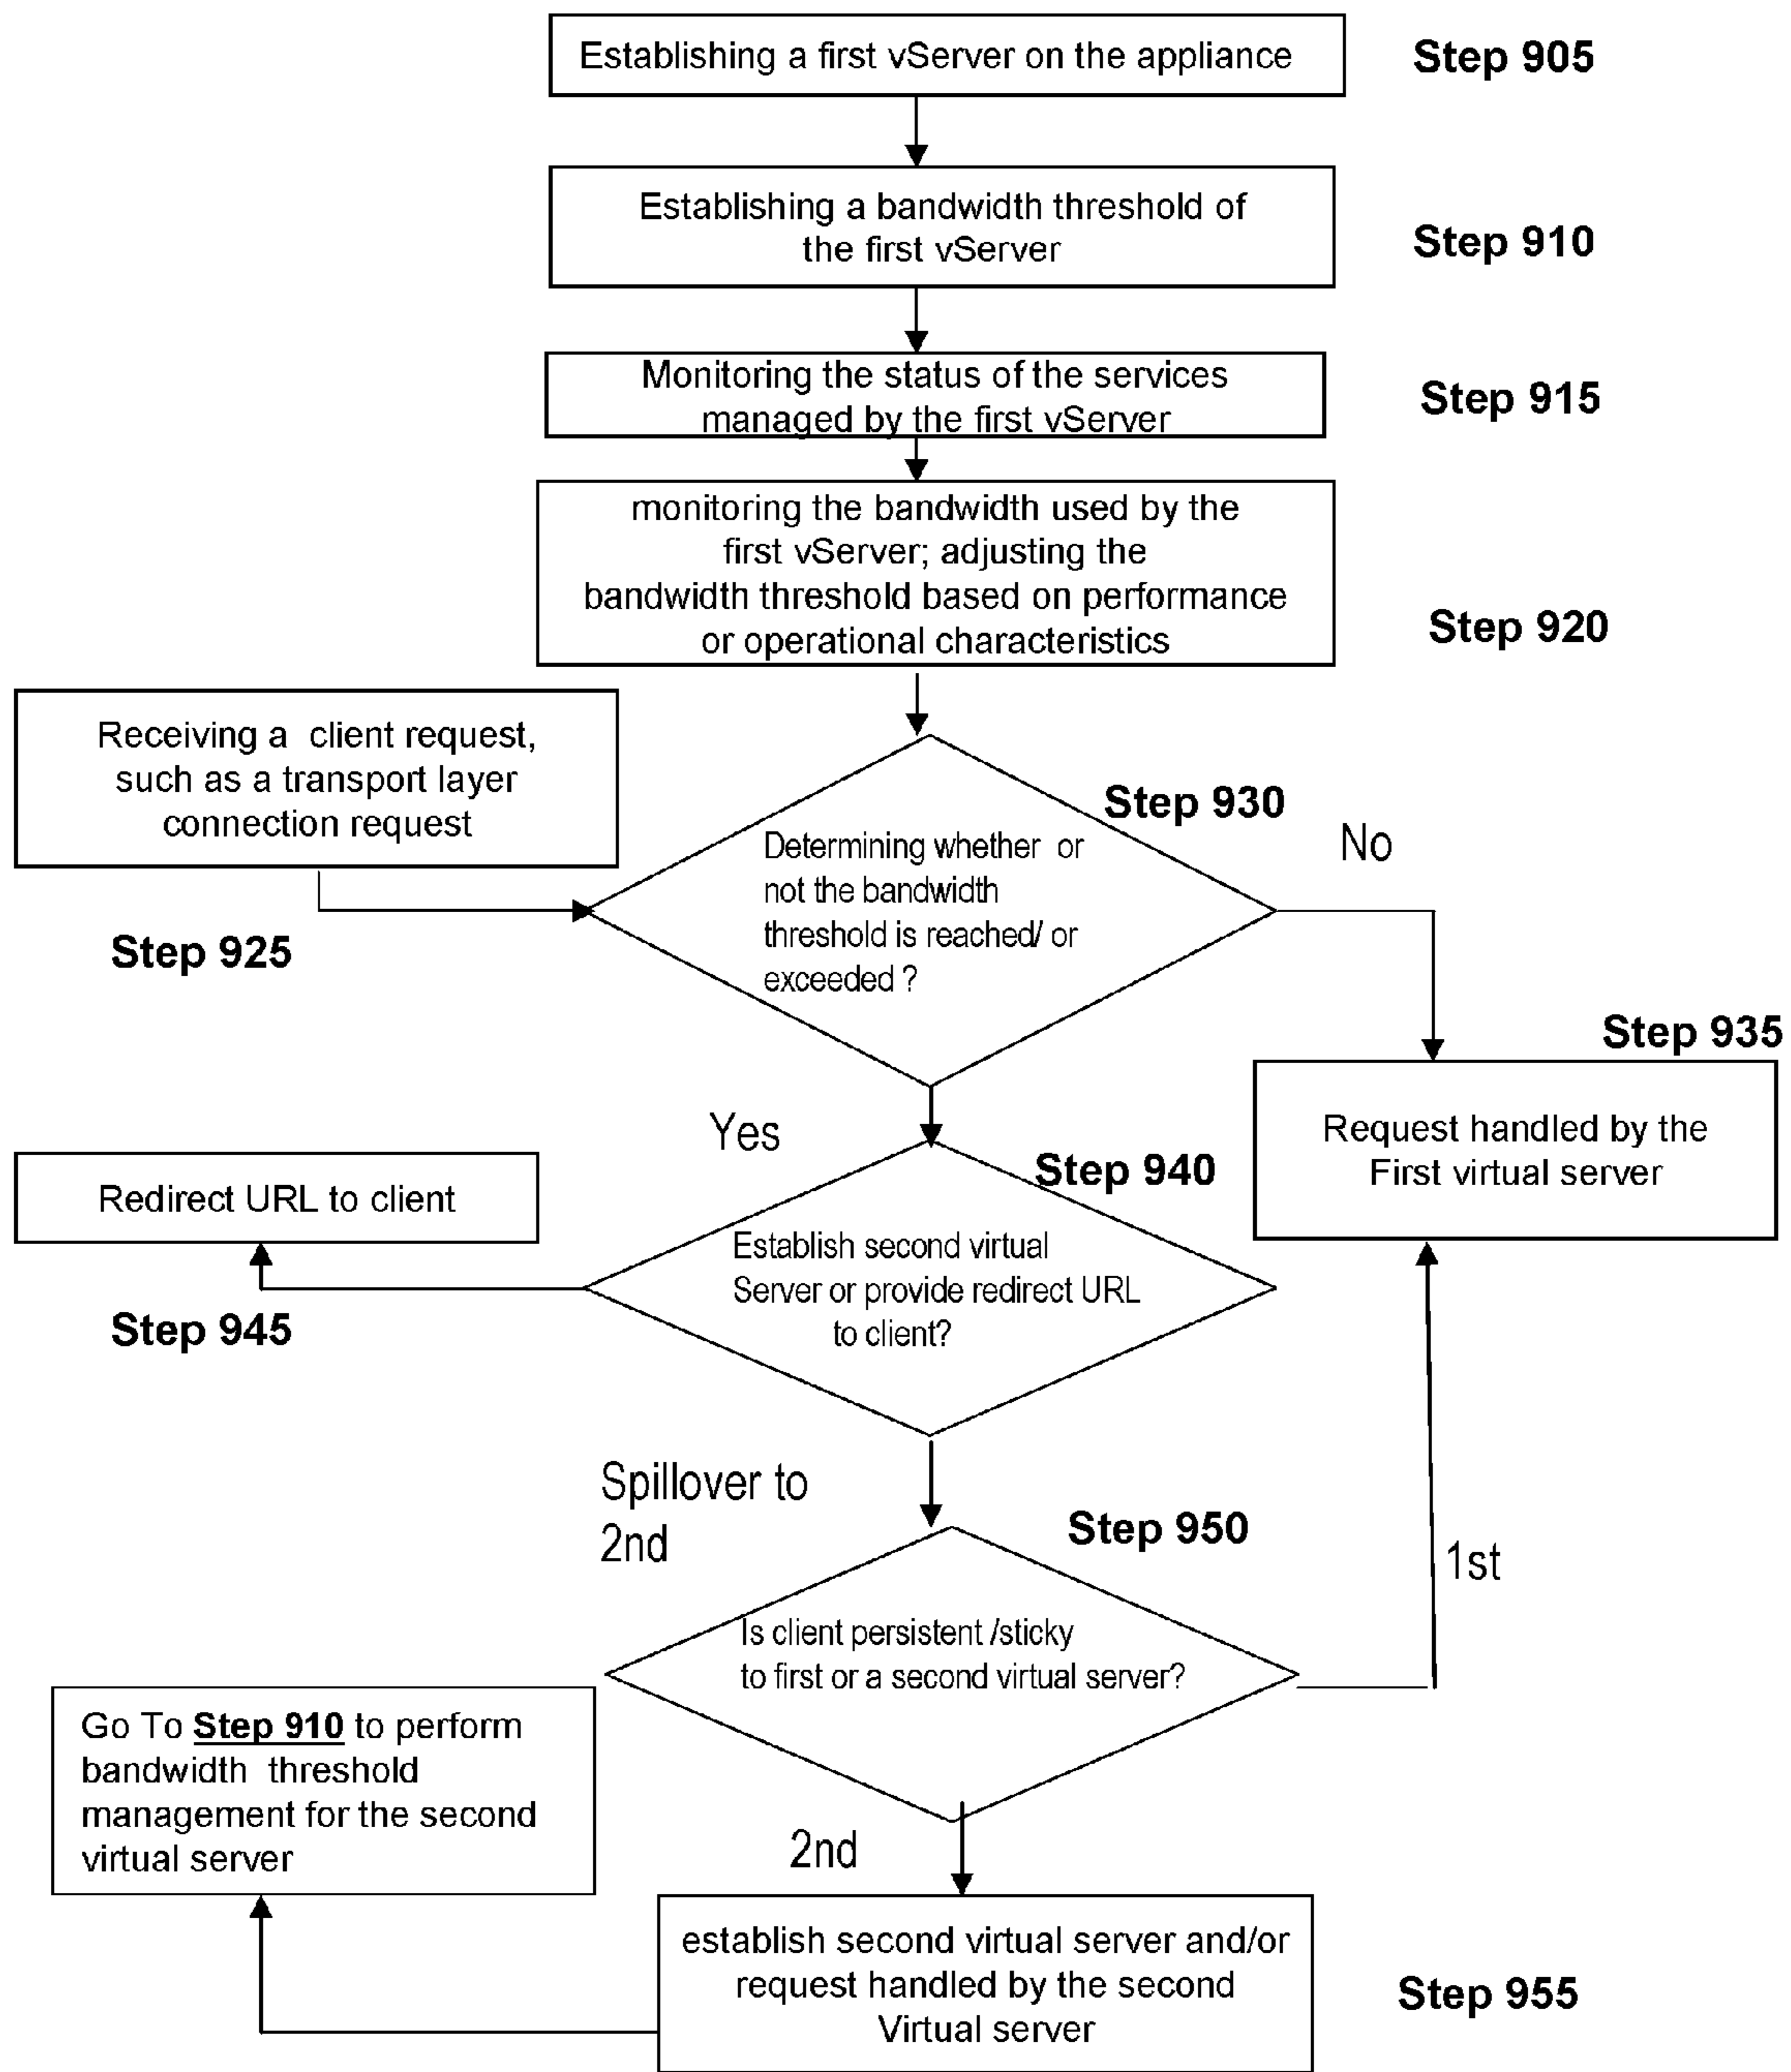 Establishing a first vServer on the appliance
Step 905
Establishing a bandwidth threshold of
the first vServer
Step 910
Monitoring the status of the services
managed by the first vServer
Step 915
monitoring the bandwidth used by the
first vServer; adjusting the
bandwidth threshold based on performance
or operational characteristics
Step 920
Receiving a client request,
such as a transport layer
connection request
Step 925
Step 930
Determining whether or
not the bandwidth
threshold is reached/ or
exceeded ?
No
Step 935
Request handled by the
First virtual server
Yes
Step 940
Establish second virtual
Server or provide redirect URL
to client?
Redirect URL to client
Step 945
Spillover to
2nd
Step 950
Is client persistent /sticky
to first or a second virtual server?
1st
Go To Step 910 to perform
bandwidth threshold
management for the second
virtual server
2nd
establish second virtual server and/or
request handled by the second
Virtual server
Step 955